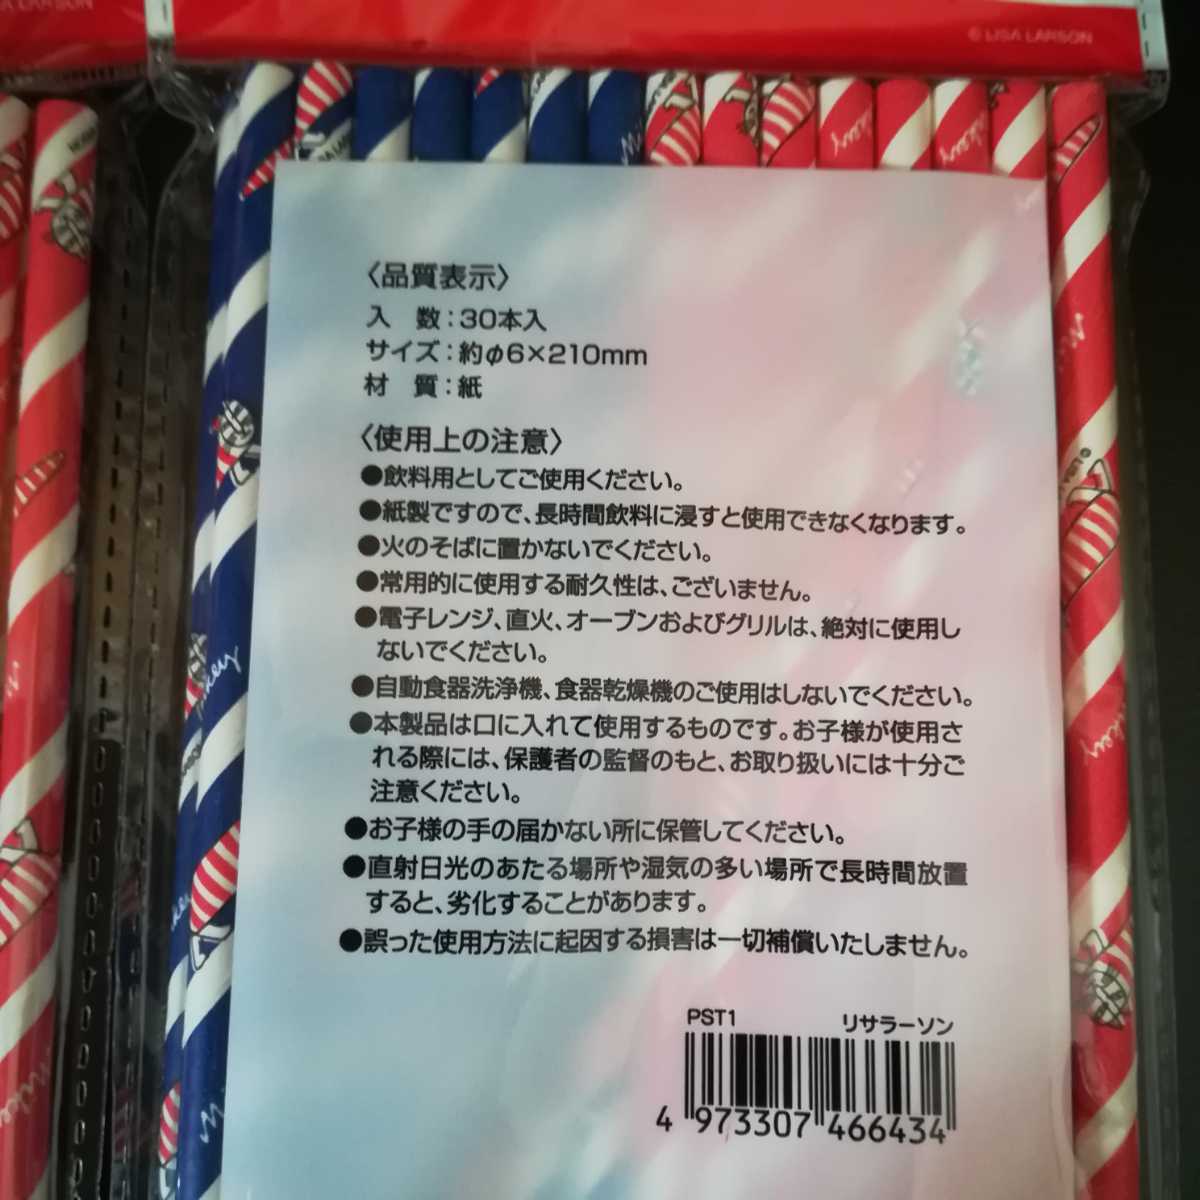 © LISA LARSON
〈品質表示〉
入　数：30本入
サイズ：約φ6×210mm
材　質：紙
〈使用上の注意〉
●飲料用としてご使用ください。
●紙製ですので、長時間飲料に浸すと使用できなくなります。
●火のそばに置かないでください。
●常用的に使用する耐久性は、ございません。
●電子レンジ、直火、オーブンおよびグリルは、絶対に使用し
ないでください。
●自動食器洗浄機、食器乾燥機のご使用はしないでください。
●本製品は口に入れて使用するものです。お子様が使用さ
れる際には、保護者の監督のもと、お取り扱いには十分ご
注意ください。
●お子様の手の届かない所に保管してください。
●直射日光のあたる場所や湿気の多い場所で長時間放置
すると、劣化することがあります。
●誤った使用方法に起因する損害は一切補償いたしません。
PST1
リサラーソン
4 973307 466434